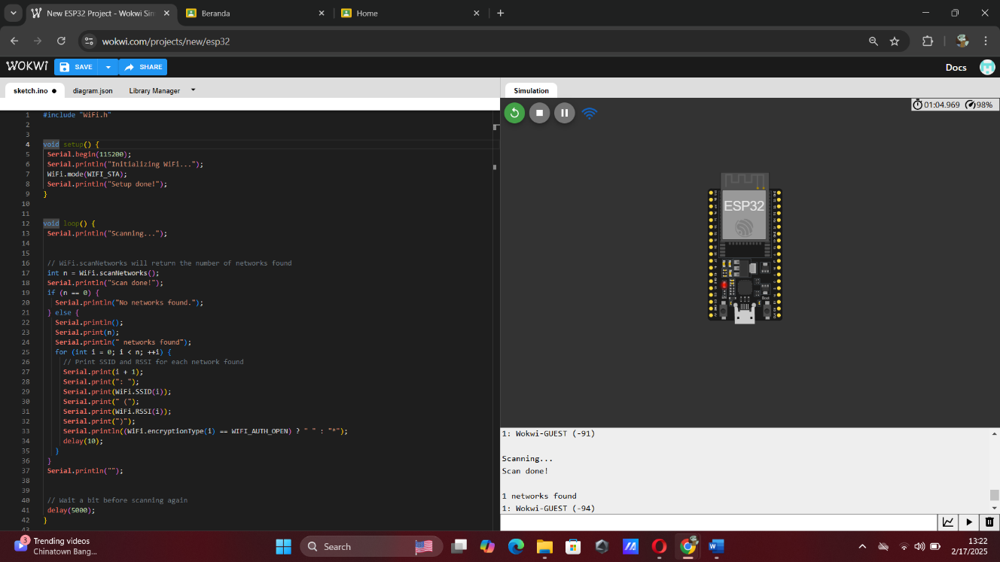 New ESP32 Project - Wokwi Sim
Beranda
Home
wokwi.com/projects/new/esp32
WOKWi
SAVE
SHARE
Docs
sketch.ino
diagram.json
Library Manager
Simulation
01:04.969
98%
1 #include "WiFi.h"
2
3
4 void setup() {
5 Serial.begin(115200);
6 Serial.println("Initializing WiFi...");
7 WiFi.mode(WIFI_STA);
8 Serial.println("Setup done!");
9 }
10
11
12 void loop() {
13 Serial.println("Scanning...");
14
15
16 // WiFi.scanNetworks will return the number of networks found
17 int n = WiFi.scanNetworks();
18 Serial.println("Scan done!");
19 if (n == 0) {
20 Serial.println("No networks found.");
21 } else {
22 Serial.println();
23 Serial.print(n);
24 Serial.println(" networks found");
25 for (int i = 0; i < n; ++i) {
26 // Print SSID and RSSI for each network found
27 Serial.print(i + 1);
28 Serial.print(": ");
29 Serial.print(WiFi.SSID(i));
30 Serial.print(" (");
31 Serial.print(WiFi.RSSI(i));
32 Serial.print(")");
33 Serial.println((WiFi.encryptionType(i) == WIFI_AUTH_OPEN) ? " " : "*");
34 delay(10);
35 }
36 }
37 Serial.println("");
38
39
40 // Wait a bit before scanning again
41 delay(5000);
42 }
43
ESP32
Boot
1: Wokwi-GUEST (-91)
Scanning...
Scan done!
1 networks found
1: Wokwi-GUEST (-94)
3
Trending videos
Chinatown Bang...
Search
13:22
2/17/2025